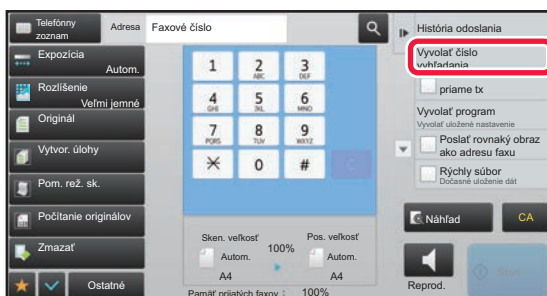 Telefónny
zoznam
Adresa
Faxové číslo
Expozícia
Autom.
Rozlíšenie
Veľmi jemné
Originál
Vytvor. úlohy
Pom. rež. sk.
Počítanie originálov
Zmazať
Ostatné
1
2
ABC
3
DEF
4
GHI
5
JKL
6
MNO
7
PQRS
8
TUV
9
WXYZ
0
#
C
Sken. veľkosť
100%
Pos. veľkosť
Autom.
Autom.
A4
A4
Pamäť prijatých faxov : 100%
História odoslania
Vyvolať číslo
vyhľadania
priame tx
Vyvolať program
Vyvolať uložené nastavenie
Poslať rovnaký obraz
ako adresu faxu
Rýchly súbor
Dočasné uloženie dát
Náhľad
CA
Reprod.
Štart